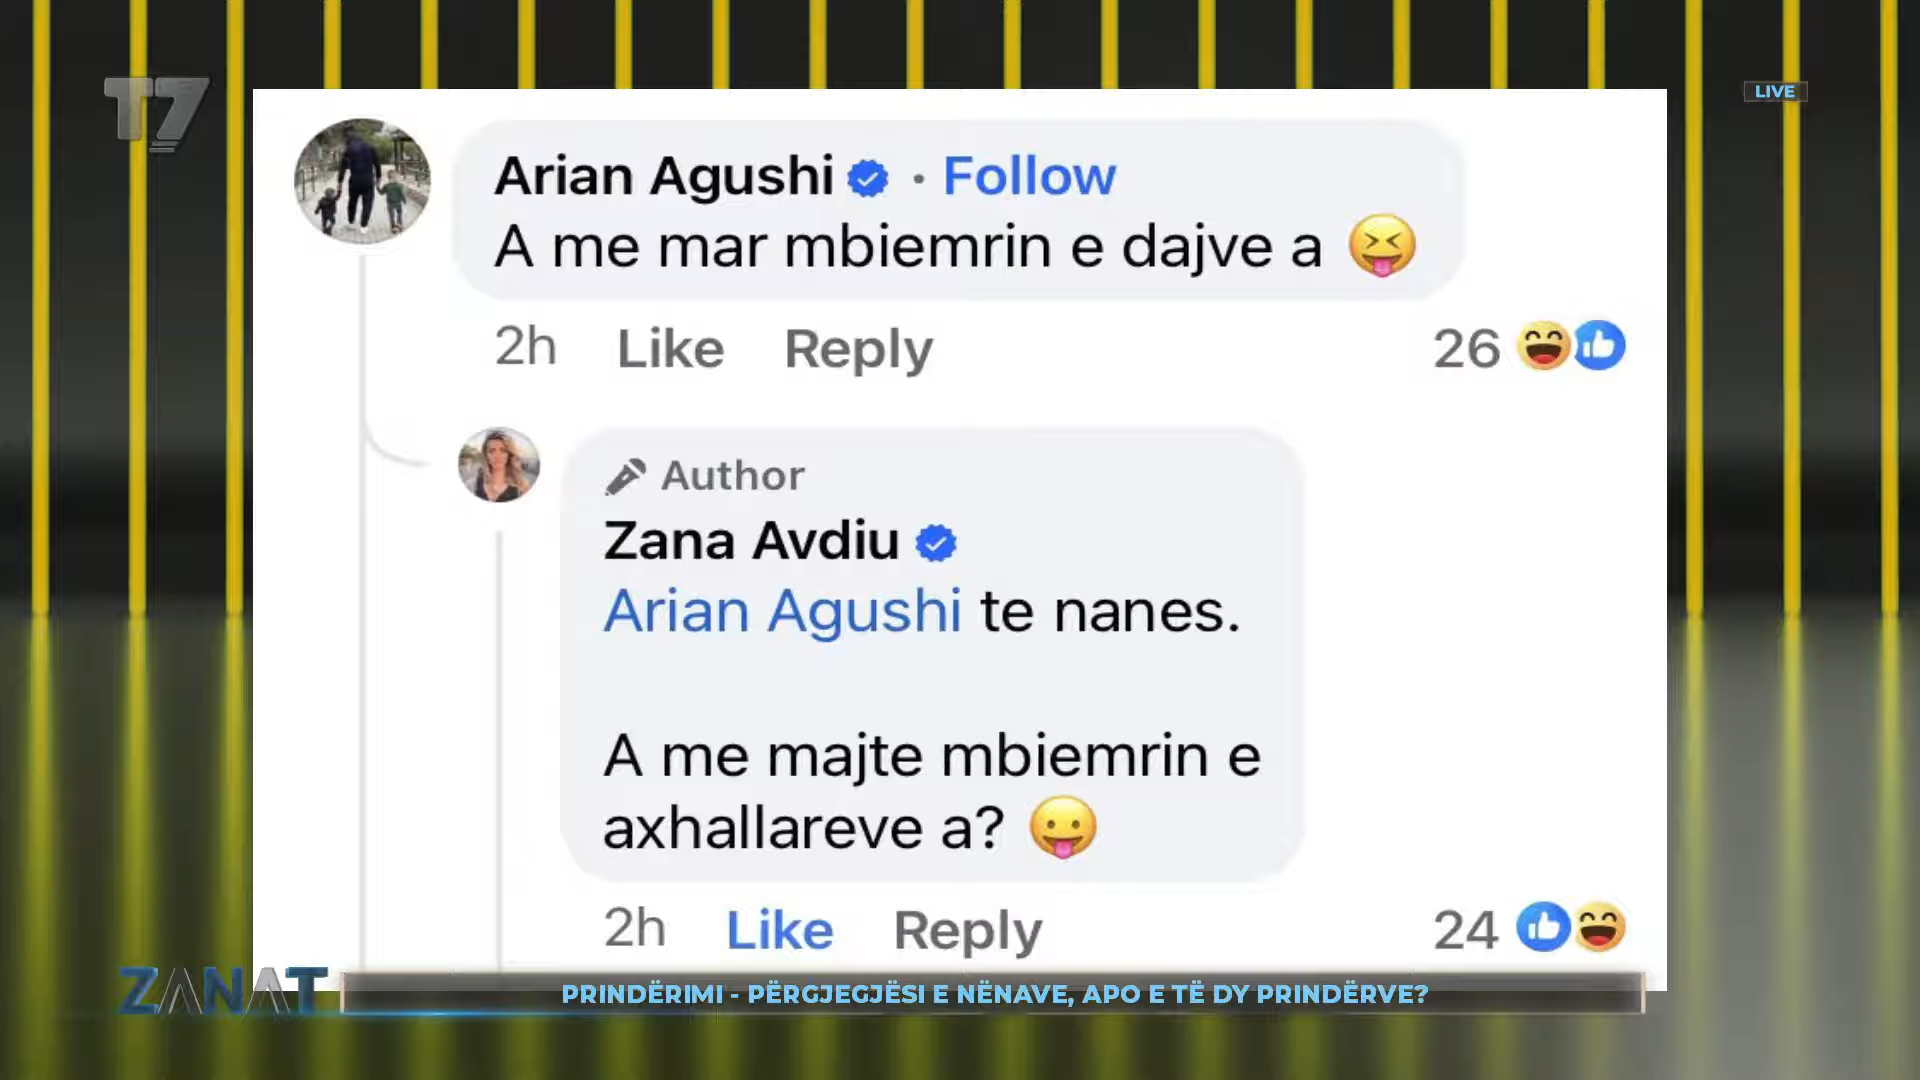 T7
LIVE
Arian Agushi · Follow
A me mar mbiemrin e dajve a 😝
2h Like Reply 26
Author
Zana Avdiu
Arian Agushi te nanes.
A me majte mbiemrin e
axhallareve a? 😛
2h Like Reply 24
ZANAT
PRINDËRIMI - PËRGJEGJËSI E NËNAVE, APO E TË DY PRINDËRVE?